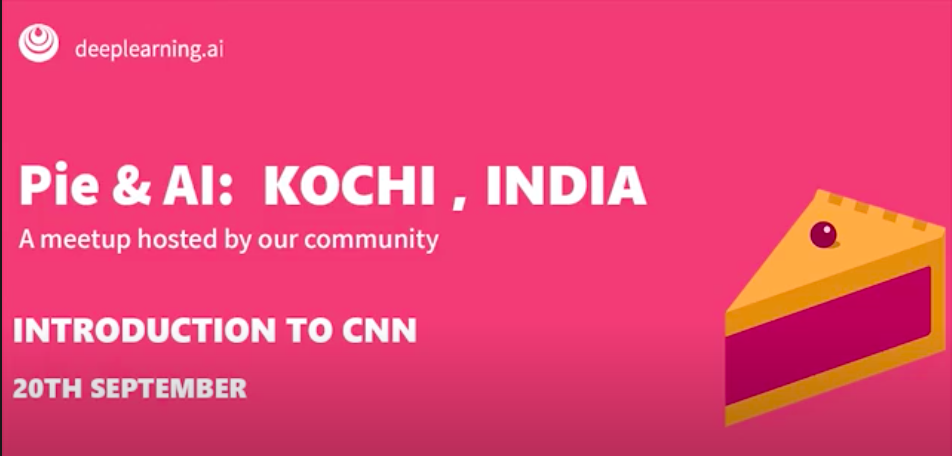 deeplearning.ai
Pie & AI: KOCHI , INDIA
A meetup hosted by our community
INTRODUCTION TO CNN
20TH SEPTEMBER